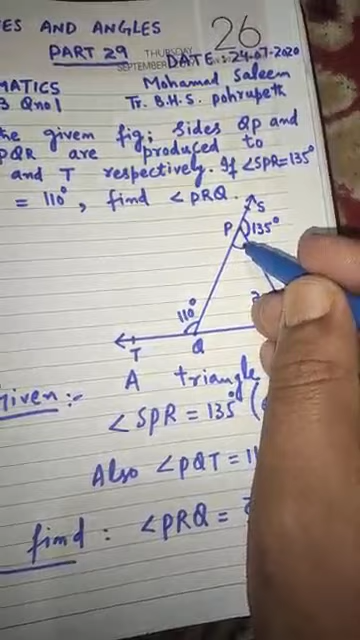 ES AND ANGLES
26
PART 29
THURSDAY
SEPTEMBER DATE: 24-07-2020
MATICS
Mohamad Saleem
3 Qno1 Tr. B.H.S. pohrupeth
he given fig; Sides QP and
PQR are produced to
and T respectively. If ∠SPR=135°
= 110°, find ∠PRQ.
S
P 135°
110°
T Q
A triangle
Given:-
∠SPR = 135° (
Also ∠PQT = 11
find : ∠PRQ = ?